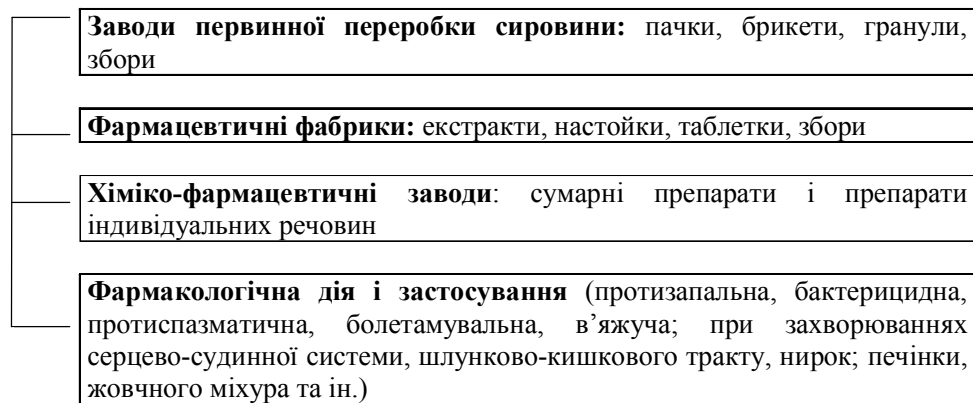 Заводи первинної переробки сировини: пачки, брикети, гранули,
збори
Фармацевтичні фабрики: екстракти, настойки, таблетки, збори
Хіміко-фармацевтичні заводи: сумарні препарати і препарати
індивідуальних речовин
Фармакологічна дія і застосування (протизапальна, бактерицидна,
протиспазматична, болетамувальна, в’яжуча; при захворюваннях
серцево-судинної системи, шлунково-кишкового тракту, нирок; печінки,
жовчного міхура та ін.)